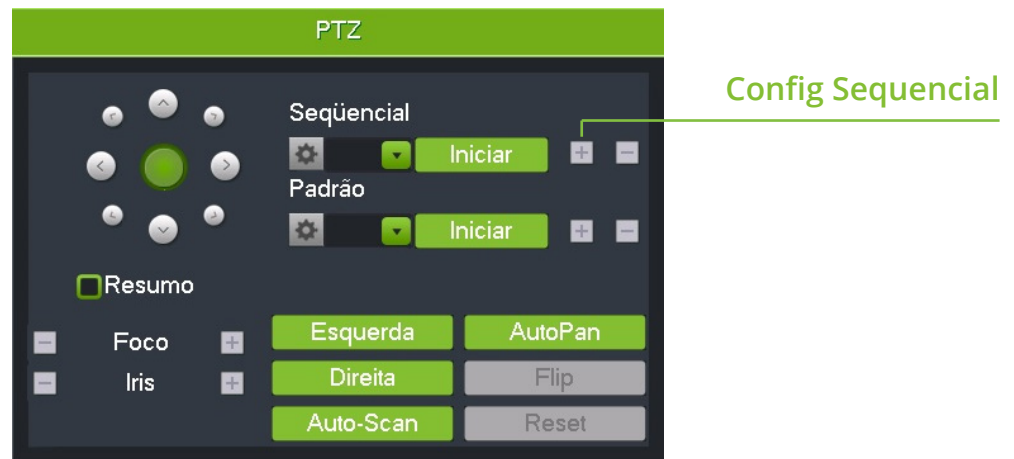 PTZ
Config Sequencial
Seqüencial
Iniciar
Padrão
Iniciar
Resumo
Foco
Iris
Esquerda
AutoPan
Direita
Flip
Auto-Scan
Reset